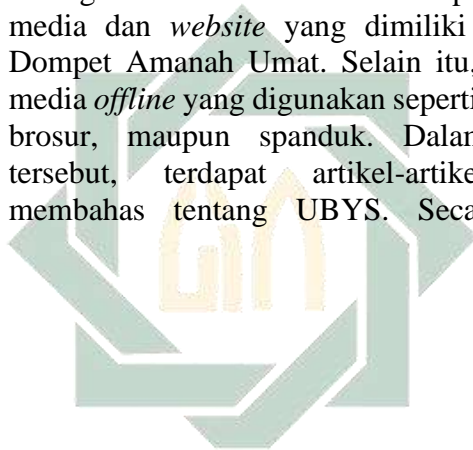 media dan website yang dimiliki
Dompet Amanah Umat. Selain itu,
media offline yang digunakan seperti
brosur, maupun spanduk. Dalam
tersebut, terdapat artikel-artike
membahas tentang UBYS. Seca